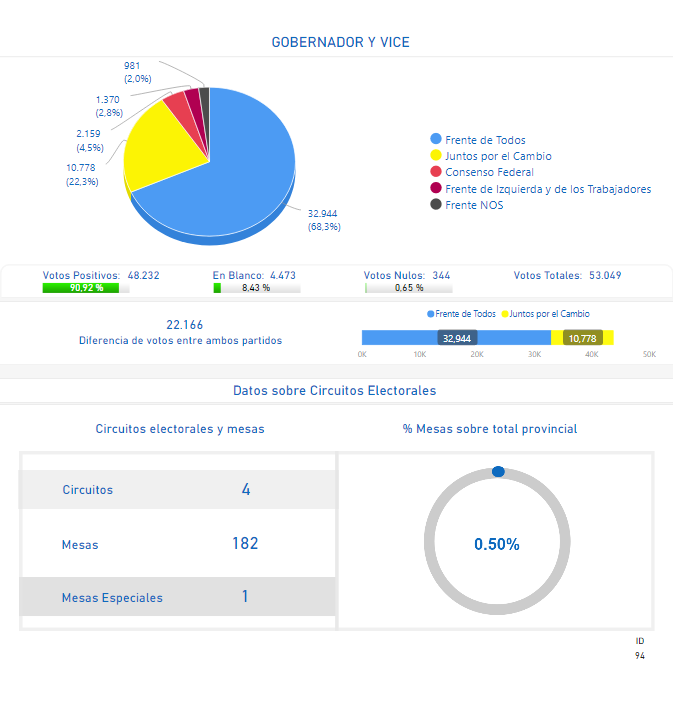 GOBERNADOR Y VICE
981
(2,0%)
1.370
(2,8%)
2.159
(4,5%)
10.778
(22,3%)
32.944
(68,3%)
Frente de Todos
Juntos por el Cambio
Consenso Federal
Frente de Izquierda y de los Trabajadores
Frente NOS
Votos Positivos: 48.232
90,92 %
En Blanco: 4.473
8,43 %
Votos Nulos: 344
0,65 %
Votos Totales: 53.049
22.166
Diferencia de votos entre ambos partidos
Frente de Todos Juntos por el Cambio
32,944 10,778
0K 10K 20K 30K 40K 50K
Datos sobre Circuitos Electorales
Circuitos electorales y mesas
Circuitos 4
Mesas 182
Mesas Especiales 1
% Mesas sobre total provincial
0.50%
ID
94